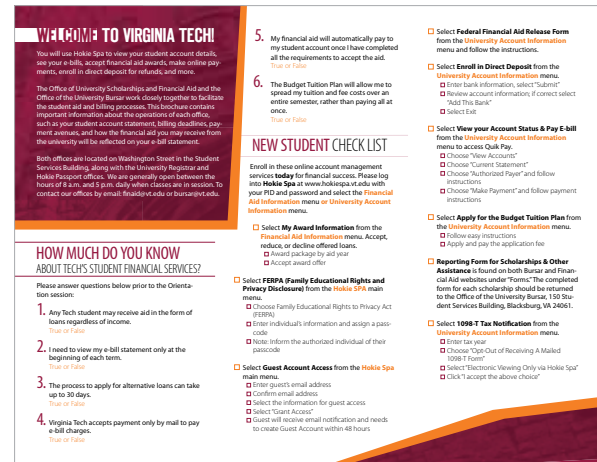 WELCOME TO VIRGINIA TECH!
You will use Hokie Spa to view your student account details,
see your e-bills, accept financial aid awards, make online pay-
ments, enroll in direct deposit for refunds, and more.
The Office of University Scholarships and Financial Aid and the
Office of the University Bursar work closely together to facilitate
the student aid and billing processes. This brochure contains
important information about the operations of each office,
such as your student account statement, billing deadlines, pay-
ment avenues, and how the financial aid you may receive from
the university will be reflected on your e-bill statement.
Both offices are located on Washington Street in the Student
Services Building, along with the University Registrar and
Hokie Passport offices. We are generally open between the
hours of 8 a.m. and 5 p.m. daily when classes are in session. To
contact our offices by email: finaid@vt.edu or bursar@vt.edu.
HOW MUCH DO YOU KNOW
ABOUT TECH'S STUDENT FINANCIAL SERVICES?
Please answer questions below prior to the Orienta-
tion session:
1. Any Tech student may receive aid in the form of
loans regardless of income.
True or False
2. I need to view my e-bill statement only at the
beginning of each term.
True or False
3. The process to apply for alternative loans can take
up to 30 days.
True or False
4. Virginia Tech accepts payment only by mail to pay
e-bill charges.
True or False
5. My financial aid will automatically pay to
my student account once I have completed
all the requirements to accept the aid.
True or False
6. The Budget Tuition Plan will allow me to
spread my tuition and fee costs over an
entire semester, rather than paying all at
once.
True or False
NEW STUDENT CHECK LIST
Enroll in these online account management
services today for financial success. Please log
into Hokie Spa at www.hokiespa.vt.edu with
your PID and password and select the Financial
Aid Information menu or University Account
Information menu.
Select My Award Information from the
Financial Aid Information menu. Accept,
reduce, or decline offered loans.
Award package by aid year
Accept award offer
Select FERPA (Family Educational Rights and
Privacy Disclosure) from the Hokie SPA main
menu.
Choose Family Educational Rights to Privacy Act
(FERPA)
Enter individual's information and assign a pass-
code
Note: Inform the authorized individual of their
passcode
Select Guest Account Access from the Hokie Spa
main menu.
Enter guest's email address
Confirm email address
Select the information for guest access
Select "Grant Access"
Guest will receive email notification and needs
to create Guest Account within 48 hours
Select Federal Financial Aid Release Form
from the University Account Information
menu and follow the instructions.
Select Enroll in Direct Deposit from the
University Account Information menu.
Enter bank information, select "Submit"
Review account information; if correct select
"Add This Bank"
Select Exit
Select View your Account Status & Pay E-bill
from the University Account Information
menu to access Quik Pay.
Choose "View Accounts"
Choose "Current Statement"
Choose "Authorized Payer" and follow
instructions
Choose "Make Payment" and follow payment
instructions
Select Apply for the Budget Tuition Plan from
the University Account Information menu.
Follow easy instructions
Apply and pay the application fee
Reporting Form for Scholarships & Other
Assistance is found on both Bursar and Finan-
cial Aid websites under "Forms." The completed
form for each scholarship should be returned
to the Office of the University Bursar, 150 Stu-
dent Services Building, Blacksburg, VA 24061.
Select 1098-T Tax Notification from the
University Account Information menu.
Enter tax year
Choose "Opt-Out of Receiving A Mailed
1098-T Form"
Select "Electronic Viewing Only via Hokie Spa"
Click "I accept the above choice"